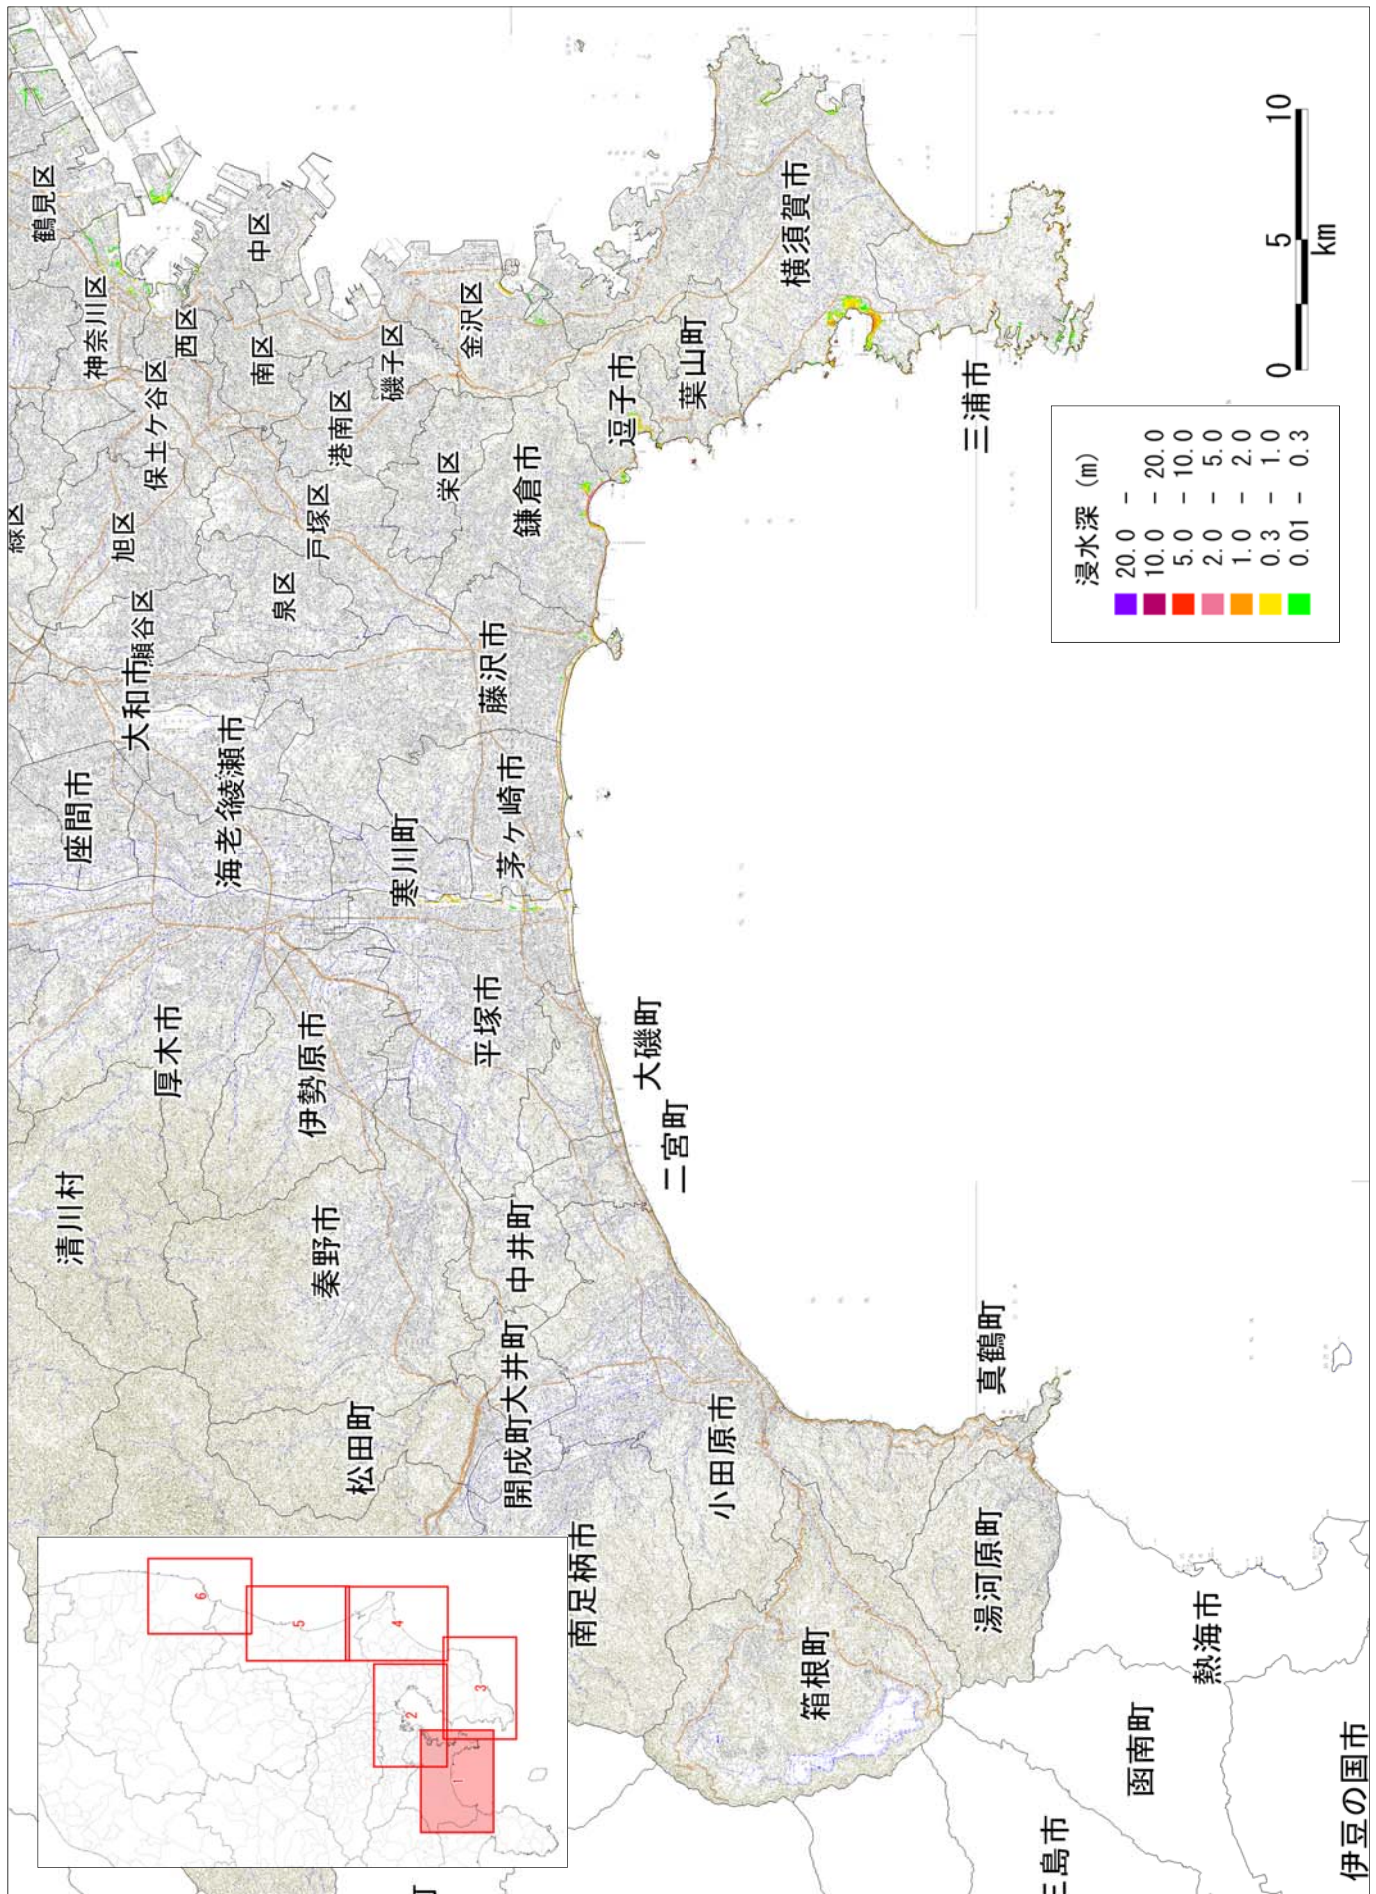 緑区
鶴見区
神奈川区
西区
中区
保土ケ谷区
南区
旭区
港南区
磯子区
金沢区
戸塚区
栄区
泉区
瀬谷区
大和市
座間市
綾瀬市
海老名
鎌倉市
逗子市
葉山町
横須賀市
三浦市
藤沢市
茅ヶ崎市
寒川町
厚木市
伊勢原市
平塚市
大磯町
二宮町
清川村
秦野市
中井町
大井町
松田町
開成町
小田原市
南足柄市
真鶴町
湯河原町
箱根町
熱海市
函南町
三島市
伊豆の国市
町
浸水深 (m)
20.0 -
10.0 - 20.0
5.0 - 10.0
2.0 - 5.0
1.0 - 2.0
0.3 - 1.0
0.01 - 0.3
0 5 10
km
6
5
4
3
2
1